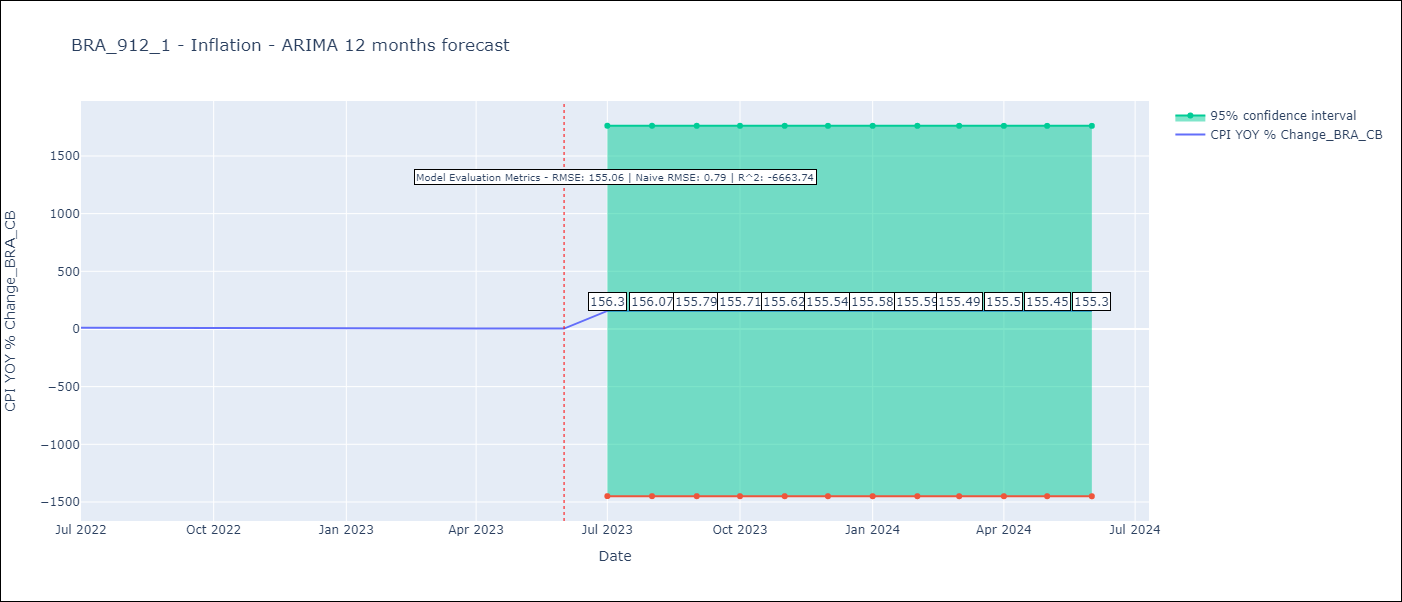 BRA_912_1 - Inflation - ARIMA 12 months forecast
95% confidence interval
CPI YOY % Change_BRA_CB
Model Evaluation Metrics - RMSE: 155.06 | Naive RMSE: 0.79 | R^2: -6663.74
CPI YOY % Change_BRA_CB
1500
1000
500
0
−500
−1000
−1500
156.3 156.07 155.79 155.71 155.62 155.54 155.58 155.59 155.49 155.5 155.45 155.3
Jul 2022 Oct 2022 Jan 2023 Apr 2023 Jul 2023 Oct 2023 Jan 2024 Apr 2024 Jul 2024
Date